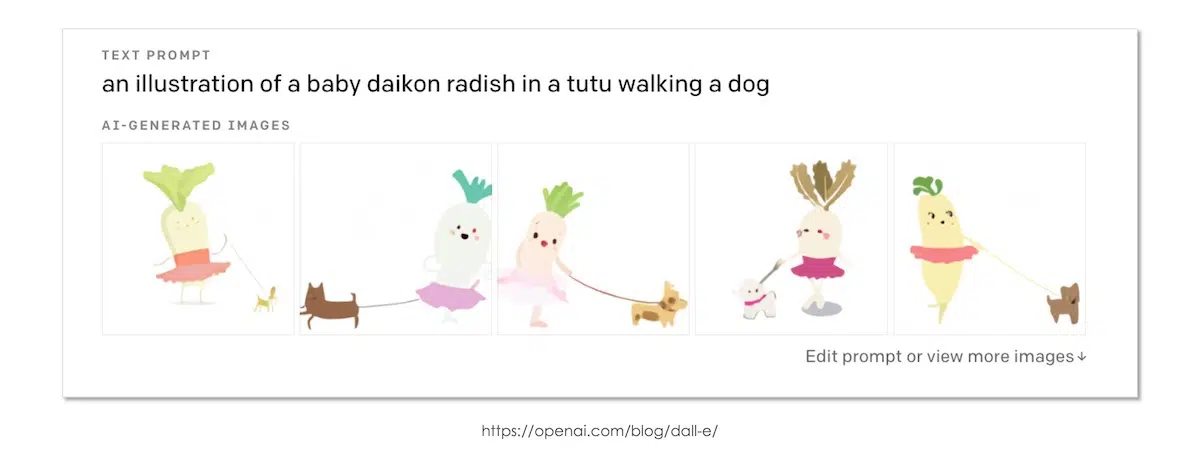 TEXT PROMPT
an illustration of a baby daikon radish in a tutu walking a dog
AI-GENERATED IMAGES
Edit prompt or view more images↓
https://openai.com/blog/dall-e/